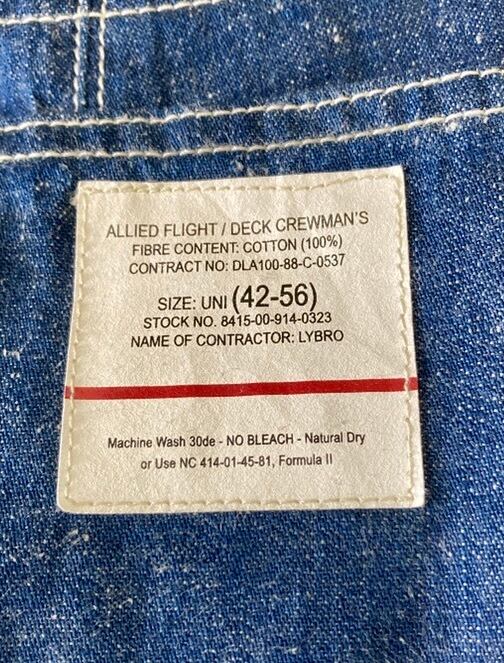 ALLIED FLIGHT / DECK CREWMAN'S
FIBRE CONTENT: COTTON (100%)
CONTRACT NO: DLA100-88-C-0537
SIZE: UNI (42-56)
STOCK NO. 8415-00-914-0323
NAME OF CONTRACTOR: LYBRO
Machine Wash 30de - NO BLEACH - Natural Dry
or Use NC 414-01-45-81, Formula II